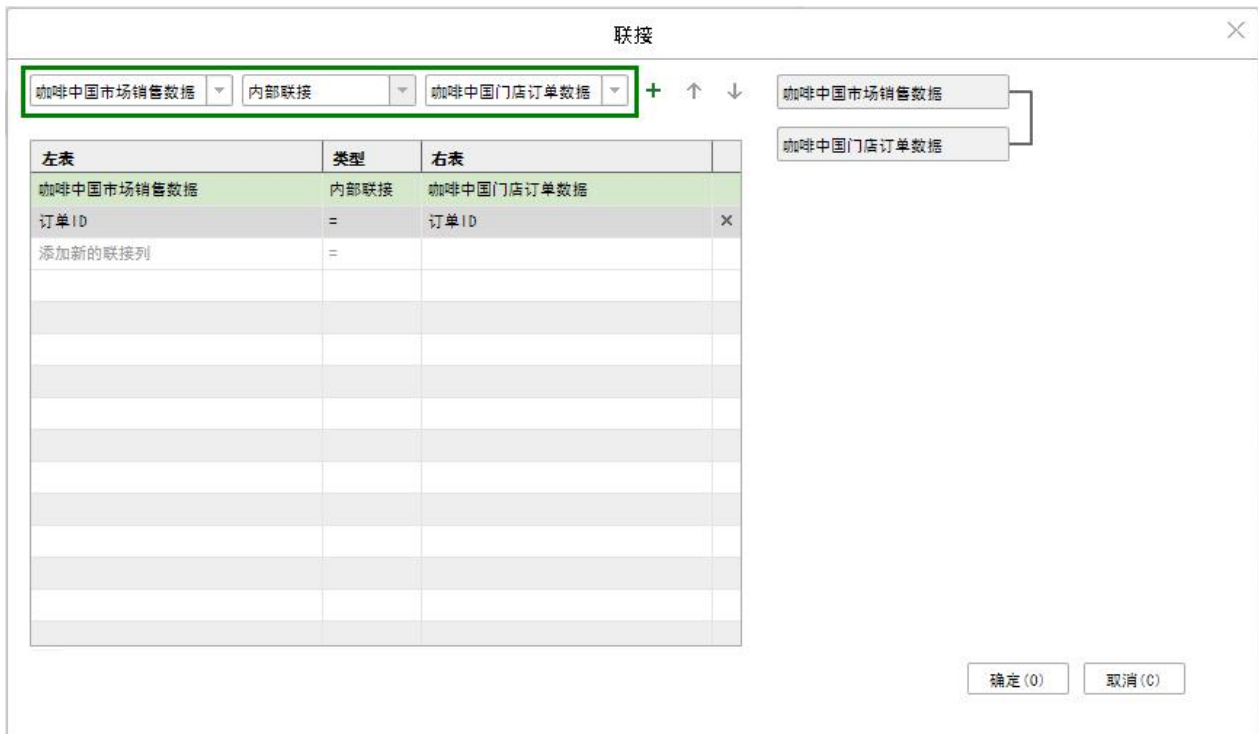 联接
咖啡中国市场销售数据 内部联接 咖啡中国门店订单数据
咖啡中国市场销售数据
咖啡中国门店订单数据
左表 类型 右表
咖啡中国市场销售数据 内部联接 咖啡中国门店订单数据
订单ID = 订单ID
添加新的联接列 =
确定(O) 取消(C)